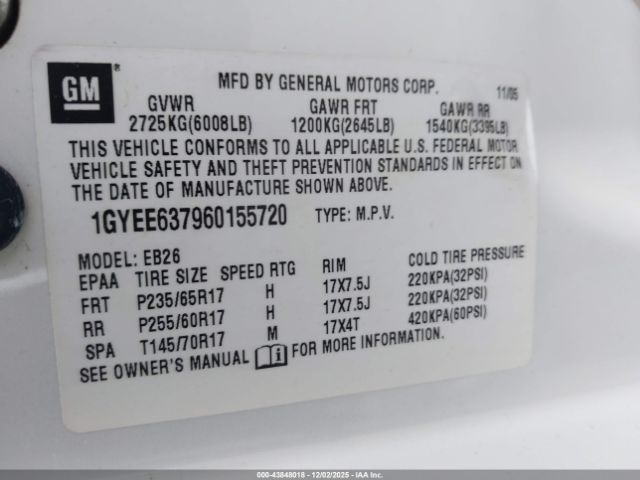 GM ®
MFD BY GENERAL MOTORS CORP. 11/05
GVWR GAWR FRT GAWR RR
2725KG(6008LB) 1200KG(2645LB) 1540KG(3395LB)
THIS VEHICLE CONFORMS TO ALL APPLICABLE U.S. FEDERAL MOTOR
VEHICLE SAFETY AND THEFT PREVENTION STANDARDS IN EFFECT ON
THE DATE OF MANUFACTURE SHOWN ABOVE.
1GYEE637960155720 TYPE: M.P.V.
MODEL: EB26
EPAA TIRE SIZE SPEED RTG RIM COLD TIRE PRESSURE
FRT P235/65R17 H 17X7.5J 220KPA(32PSI)
RR P255/60R17 H 17X7.5J 220KPA(32PSI)
SPA T145/70R17 M 17X4T 420KPA(60PSI)
SEE OWNER'S MANUAL FOR MORE INFORMATION.
000-43848018 - 12/02/2025 - IAAI.CA